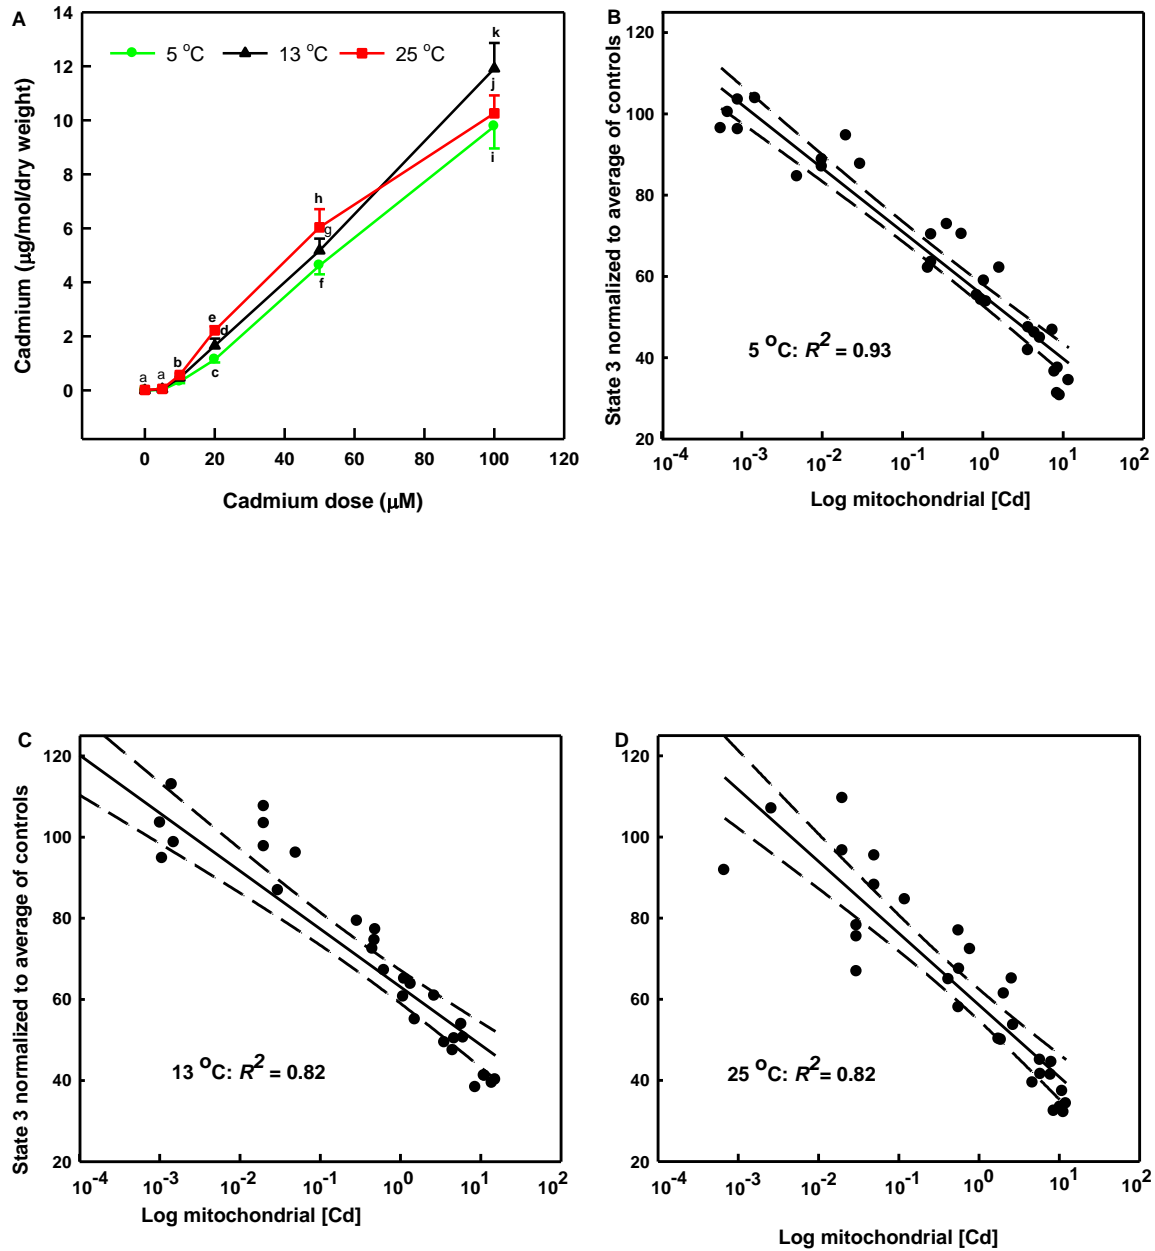 A
5 °C 13 °C 25 °C
Cadmium (μg/mol/dry weight)
14
12
10
8
6
4
2
0
a
a
b
c
d
e
f
g
h
i
j
k
0 20 40 60 80 100 120
Cadmium dose (μM)
B
State 3 normalized to average of controls
120
100
80
60
40
20
5 °C: R² = 0.93
10⁻⁴ 10⁻³ 10⁻² 10⁻¹ 10⁰ 10¹ 10²
Log mitochondrial [Cd]
C
State 3 normalized to average of controls
120
100
80
60
40
20
13 °C: R² = 0.82
10⁻⁴ 10⁻³ 10⁻² 10⁻¹ 10⁰ 10¹ 10²
Log mitochondrial [Cd]
D
120
100
80
60
40
20
25 °C: R² = 0.82
10⁻⁴ 10⁻³ 10⁻² 10⁻¹ 10⁰ 10¹ 10²
Log mitochondrial [Cd]